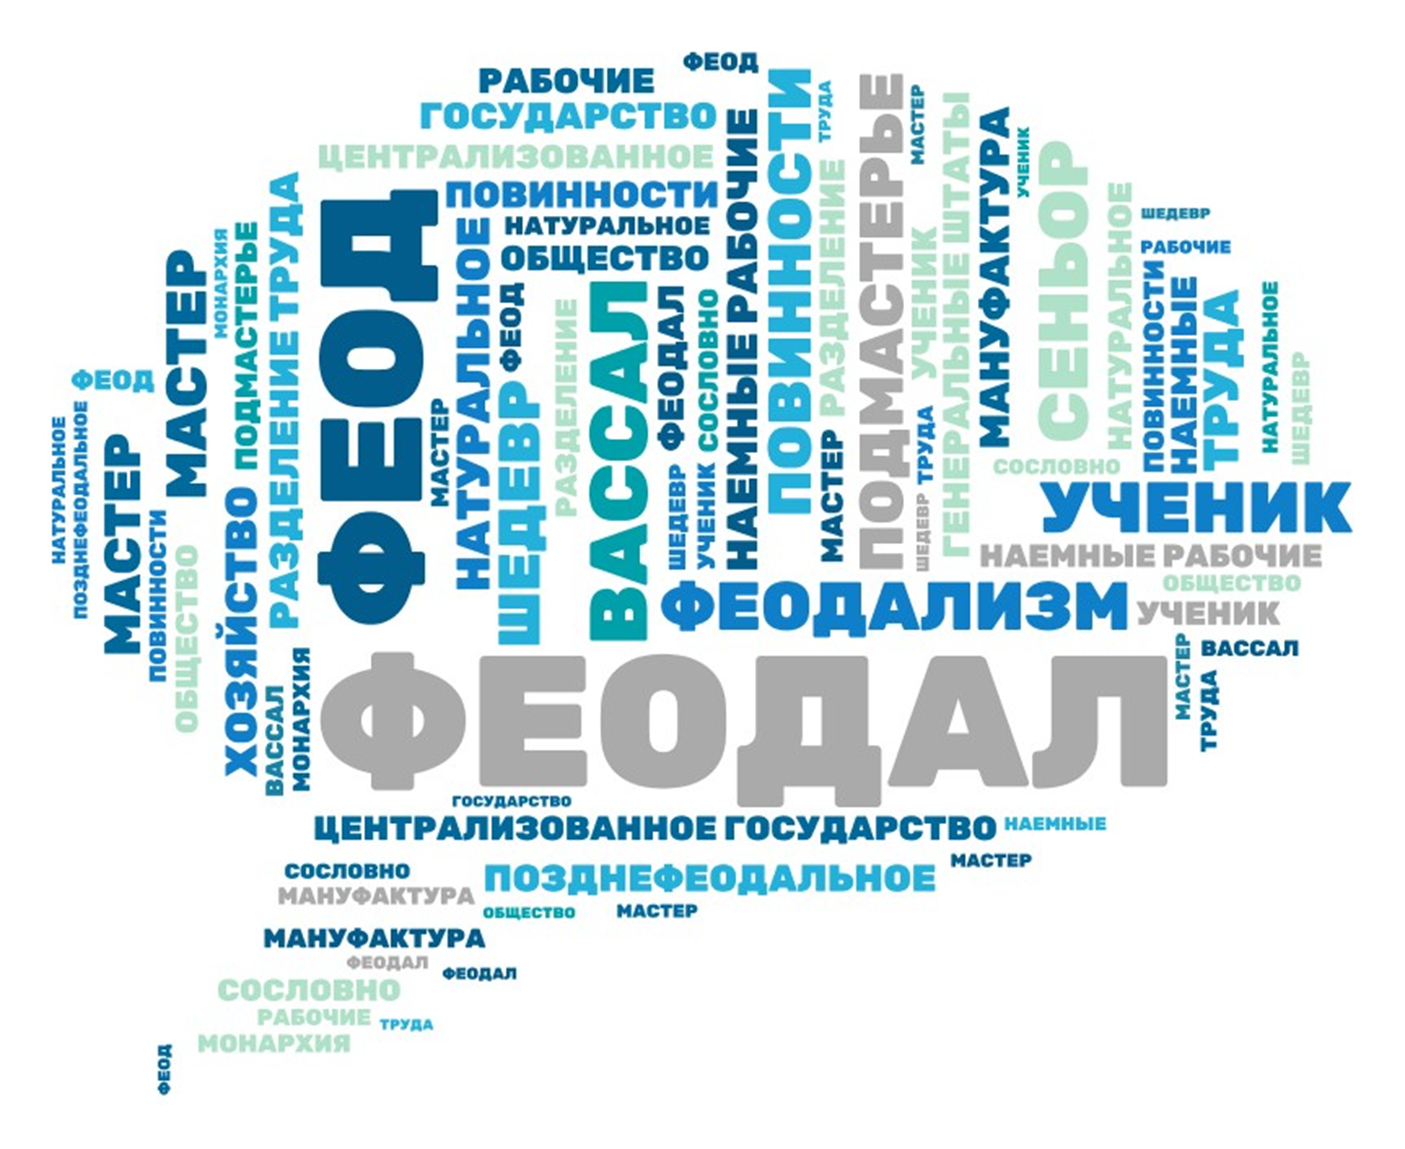 ФЕОД
РАБОЧИЕ
ГОСУДАРСТВО
ЦЕНТРАЛИЗОВАННОЕ
ПОВИННОСТИ
НАТУРАЛЬНОЕ
ОБЩЕСТВО
НАТУРАЛЬНОЕ
ПОЗДНЕФЕОДАЛЬНОЕ
ФЕОД
МАСТЕР
ПОВИННОСТИ
МАСТЕР
ОБЩЕСТВО
МОНАРХИЯ
ПОДМАСТЕРЬЕ
ХОЗЯЙСТВО
РАЗДЕЛЕНИЕ ТРУДА
ВАССАЛ
МОНАРХИЯ
ФЕОД
МАСТЕР
НАТУРАЛЬНОЕ
ФЕОД
ШЕДЕВР
РАЗДЕЛЕНИЕ
ВАССАЛ
ФЕОДАЛ
ШЕДЕВР
СОСЛОВНО
УЧЕНИК
НАЕМНЫЕ РАБОЧИЕ
ПОВИННОСТИ
ТРУДА
РАЗДЕЛЕНИЕ
МАСТЕР
ПОДМАСТЕРЬЕ
МАСТЕР
УЧЕНИК
ТРУДА
ШЕДЕВР
ГЕНЕРАЛЬНЫЕ ШТАТЫ
МАНУФАКТУРА
УЧЕНИК
СЕНЬОР
НАТУРАЛЬНОЕ
ШЕДЕВР
РАБОЧИЕ
ПОВИННОСТИ
НАЕМНЫЕ
ТРУДА
НАТУРАЛЬНОЕ
ШЕДЕВР
СОСЛОВНО
УЧЕНИК
НАЕМНЫЕ РАБОЧИЕ
ОБЩЕСТВО
ФЕОДАЛИЗМ
УЧЕНИК
МАСТЕР
ВАССАЛ
ТРУДА
ФЕОДАЛ
ГОСУДАРСТВО
ЦЕНТРАЛИЗОВАННОЕ ГОСУДАРСТВО
НАЕМНЫЕ
МАСТЕР
СОСЛОВНО
ПОЗДНЕФЕОДАЛЬНОЕ
МАНУФАКТУРА
ОБЩЕСТВО
МАСТЕР
МАНУФАКТУРА
ФЕОДАЛ
ФЕОДАЛ
СОСЛОВНО
РАБОЧИЕ
ТРУДА
МОНАРХИЯ
ФЕОД